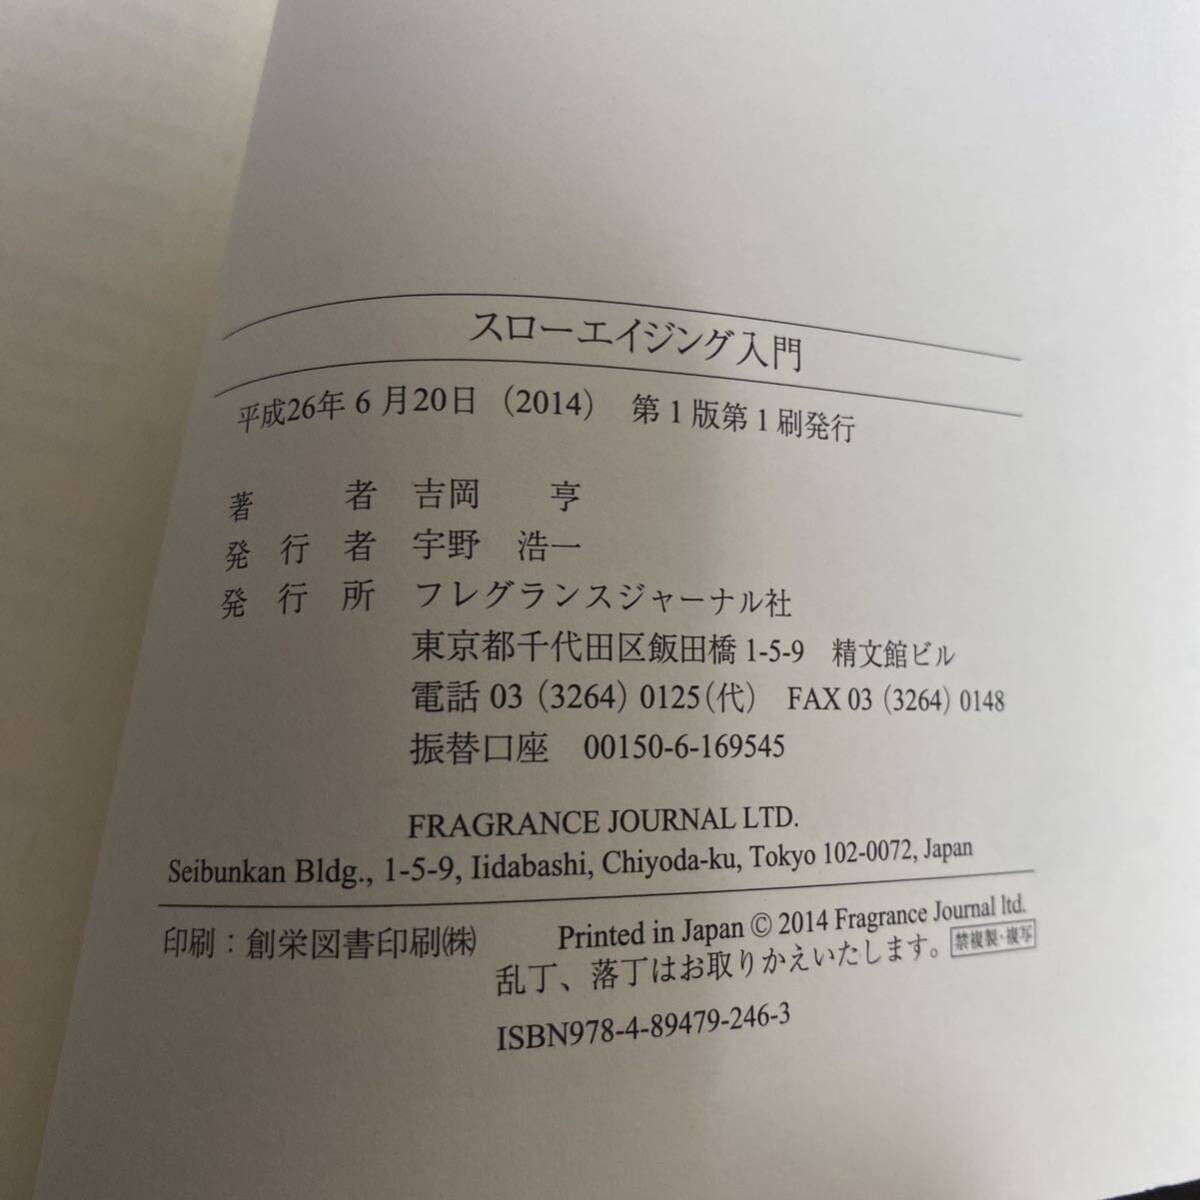 スローエイジング入門
平成26年6月20日（2014） 第1版第1刷発行
著者 吉岡 亨
発行者 宇野 浩一
発行所 フレグランスジャーナル社
東京都千代田区飯田橋1-5-9 精文館ビル
電話 03（3264）0125（代） FAX 03（3264）0148
振替口座 00150-6-169545
FRAGRANCE JOURNAL LTD.
Seibunkan Bldg., 1-5-9, Iidabashi, Chiyoda-ku, Tokyo 102-0072, Japan
印刷：創栄図書印刷㈱ Printed in Japan © 2014 Fragrance Journal ltd.
乱丁、落丁はお取りかえいたします。 禁複製・複写
ISBN978-4-89479-246-3